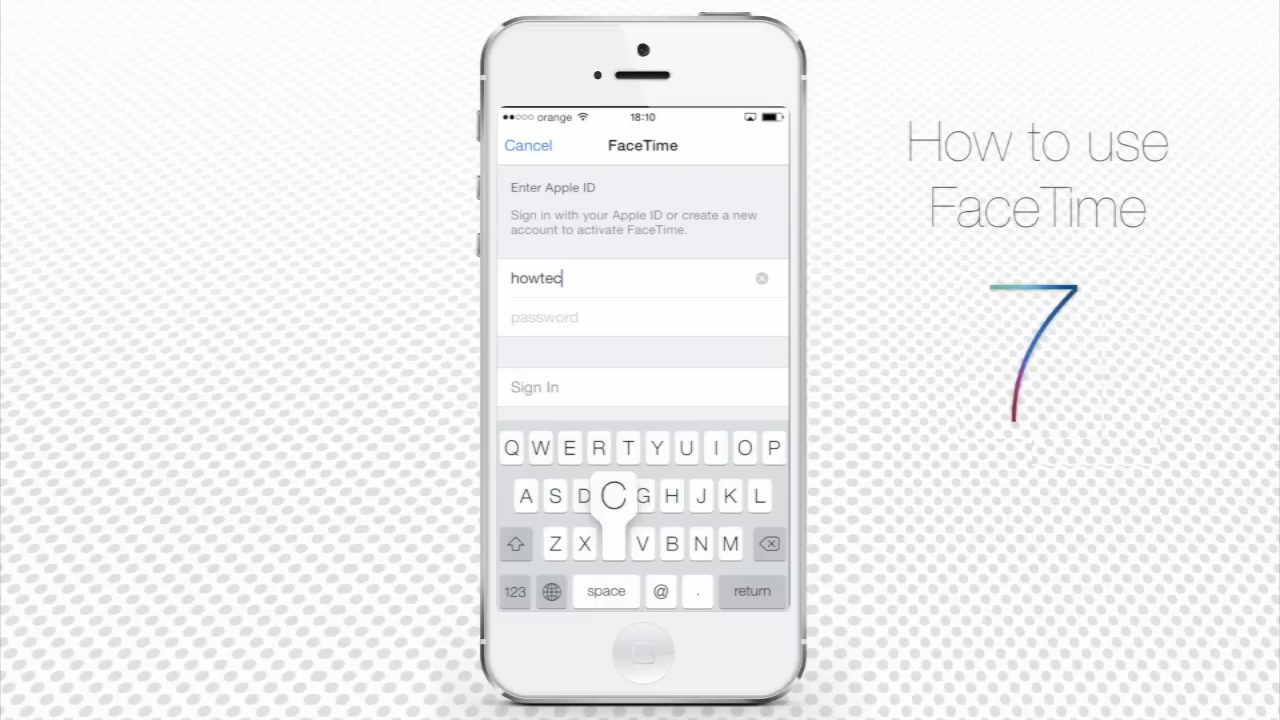 orange 18:10
Cancel FaceTime
Enter Apple ID
Sign in with your Apple ID or create a new
account to activate FaceTime.
howtec
password
Sign In
Q W E R T Y U I O P
A S D C G H J K L
Z X V B N M
123 space @ . return
How to use
FaceTime
7